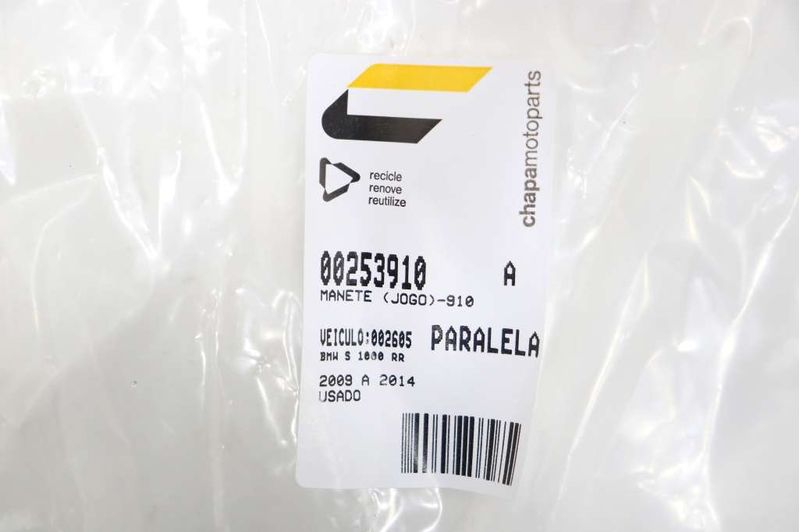 chapamotoparts
recicle
renove
reutilize
00253910 A
MANETE (JOGO)-910
VEICULO:002605 PARALELA
BMW S 1000 RR
2009 A 2014
USADO